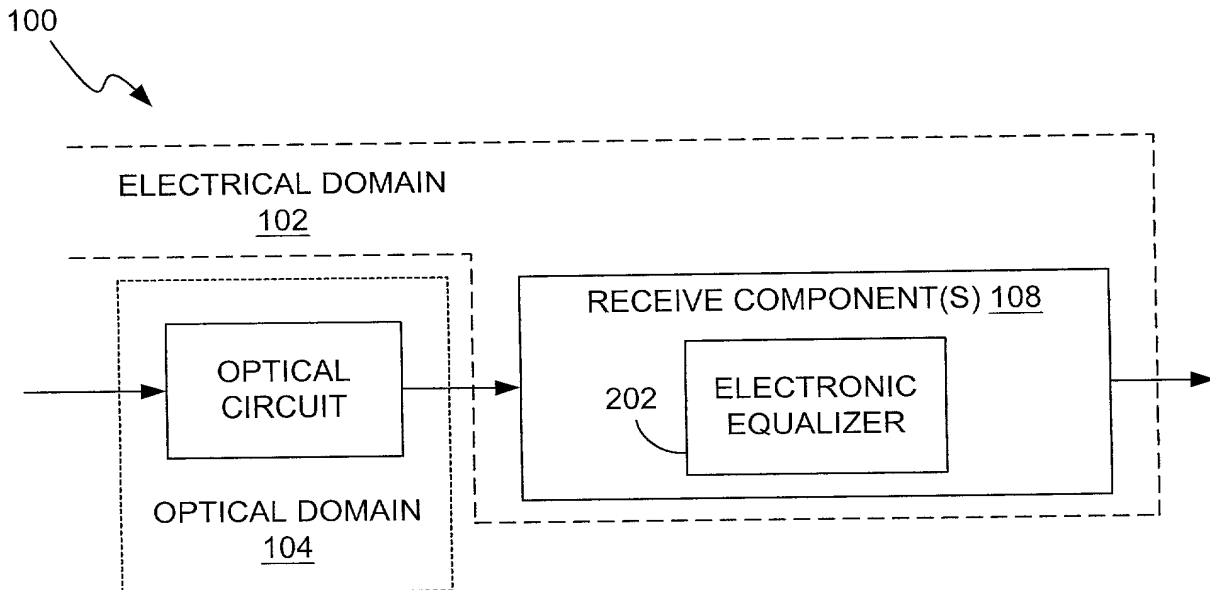 100
ELECTRICAL DOMAIN
102
RECEIVE COMPONENT(S) 108
OPTICAL
CIRCUIT
202
ELECTRONIC
EQUALIZER
OPTICAL DOMAIN
104